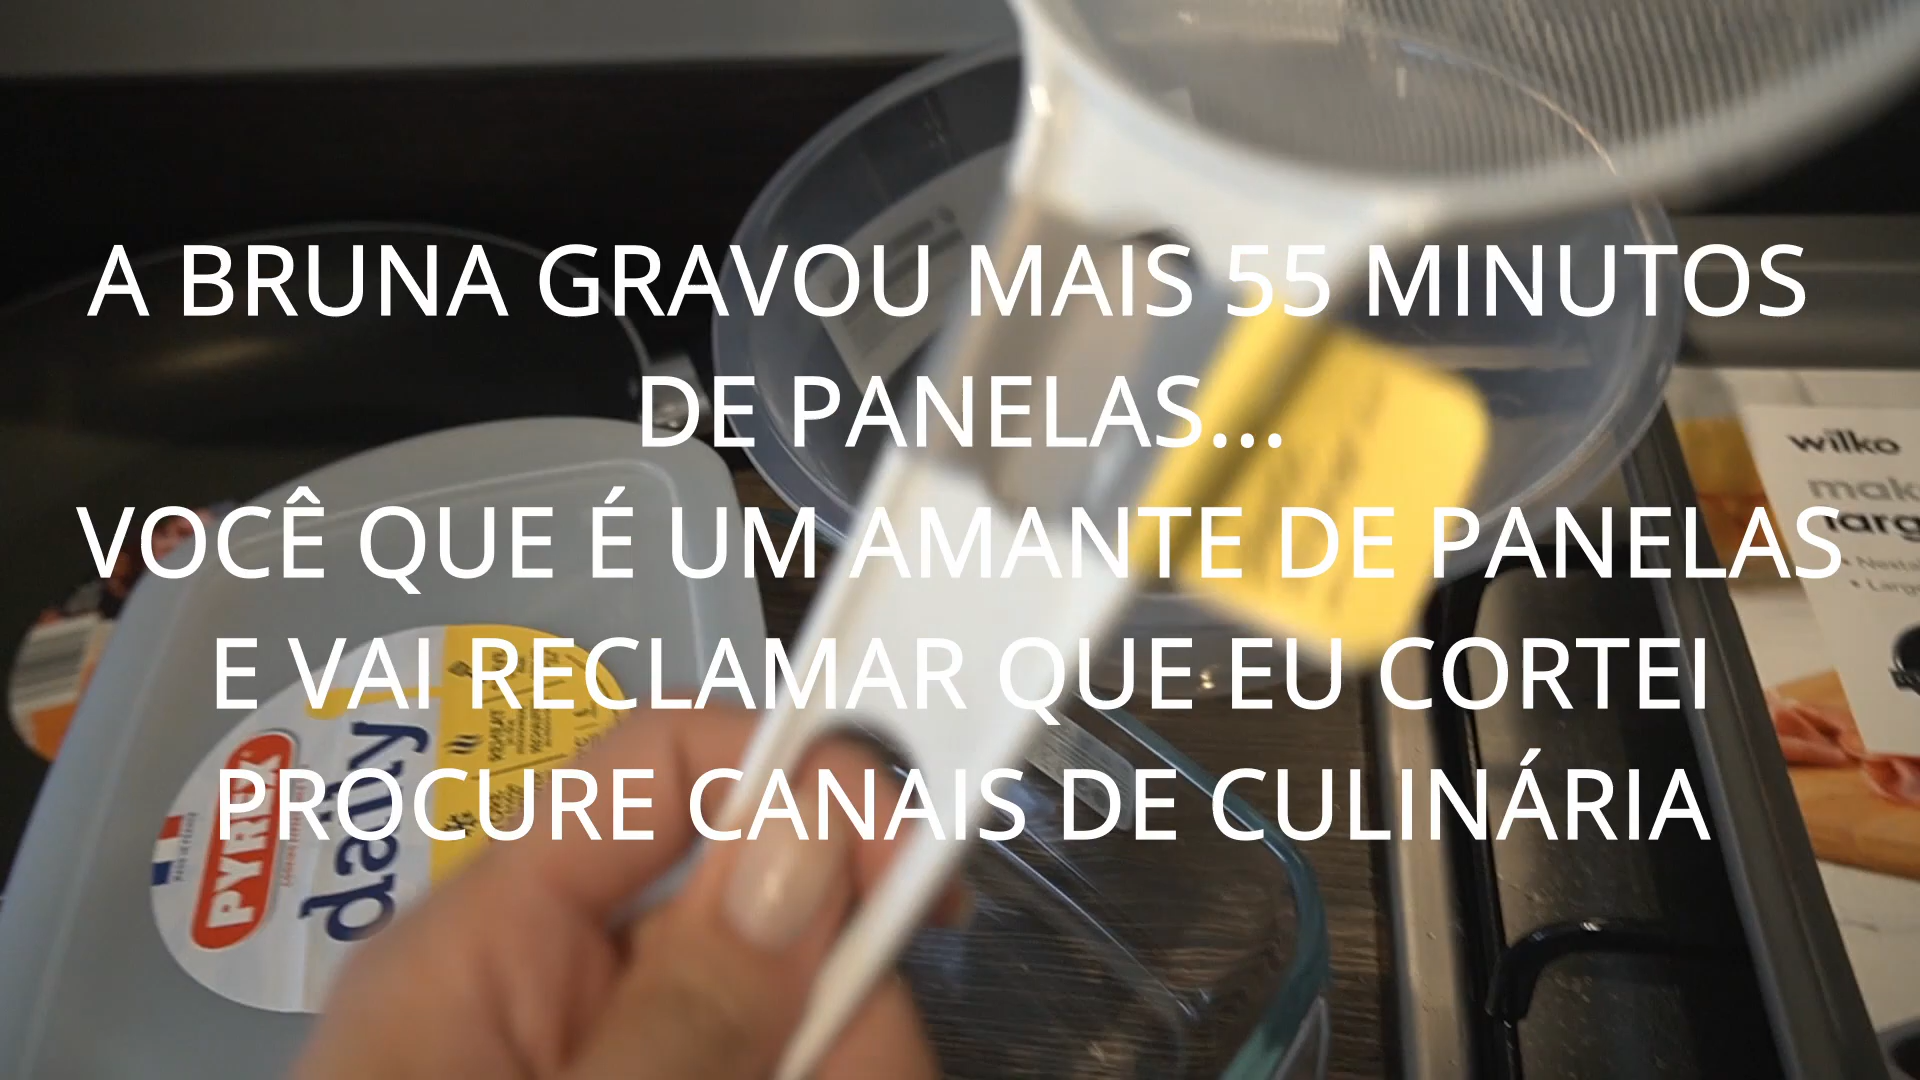 A BRUNA GRAVOU MAIS 55 MINUTOS
DE PANELAS...
VOCÊ QUE É UM AMANTE DE PANELAS
E VAI RECLAMAR QUE EU CORTEI
PROCURE CANAIS DE CULINÁRIA
wilko
PYREX
daily